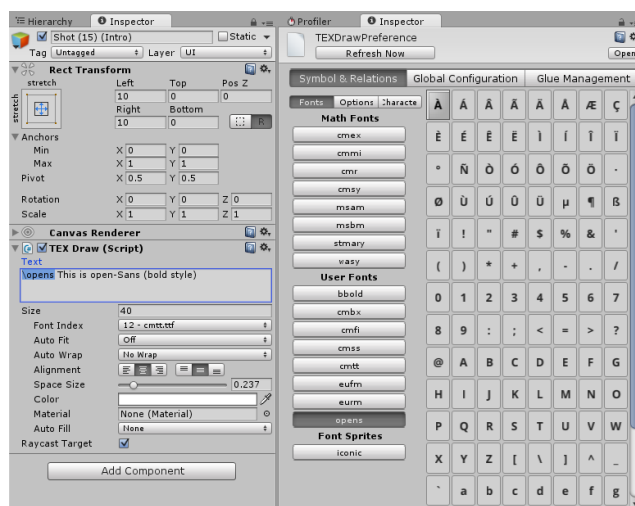 Hierarchy
Inspector
Shot (15) (Intro)
Static
Tag Untagged
Layer UI
Rect Transform
stretch
Left Top Pos Z
stretch
10 0 0
Right Bottom
10 0 R
Anchors
Min X 0 Y 0
Max X 1 Y 1
Pivot X 0.5 Y 0.5
Rotation X 0 Y 0 Z 0
Scale X 1 Y 1 Z 1
Canvas Renderer
TEX Draw (Script)
Text
\opens This is open-Sans (bold style)
Size 40
Font Index 12 - cmtt.ttf
Auto Fit Off
Auto Wrap No Wrap
Alignment
Space Size 0.237
Color
Material None (Material)
Auto Fill None
Raycast Target
Add Component
Profiler
Inspector
TEXDrawPreference
Refresh Now
Open
Symbol & Relations Global Configuration Glue Management
Fonts Options Characte
Math Fonts
cmex
cmmi
cmr
cmsy
msam
msbm
stmary
wasy
User Fonts
bbold
cmbx
cmfi
cmss
cmtt
eufm
eurm
opens
Font Sprites
iconic
À Á Â Ã Ä Å Æ Ç
È É Ê Ë Ì Í Î Ï
° Ñ Ò Ó Ô Õ Ö ·
Ø Ù Ú Û Ü µ ¶ ß
ï ! " # $ % & '
( ) * + , - . /
0 1 2 3 4 5 6 7
8 9 : ; < = > ?
@ A B C D E F G
H I J K L M N O
P Q R S T U V W
X Y Z [ \ ] ^ _
` a b c d e f g